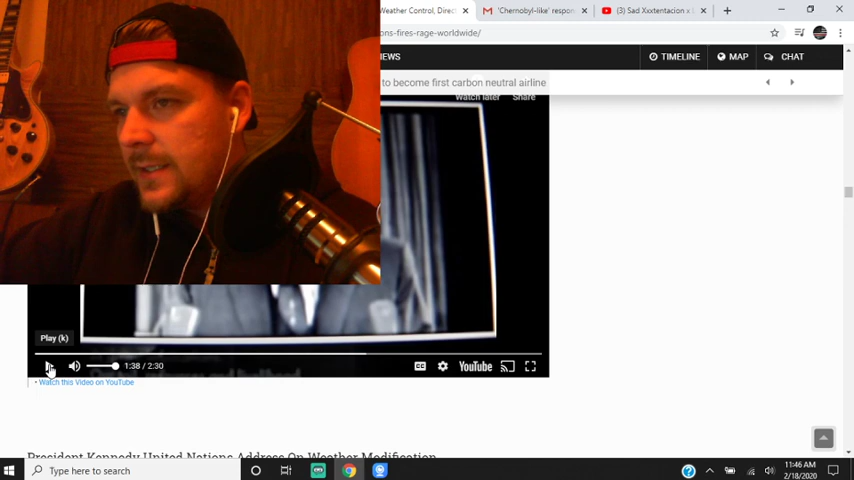 Weather Control, Direct
'Chernobyl-like' respon
(3) Sad Xxxtentacion x
ons-fires-rage-worldwide/
EWS
TIMELINE
MAP
CHAT
to become first carbon neutral airline
Watch later
Share
Play (k)
1:38 / 2:30
CC
YouTube
• Watch this Video on YouTube
President Kennedy United Nations Address On Weather Modification
Type here to search
11:46 AM
2/18/2020